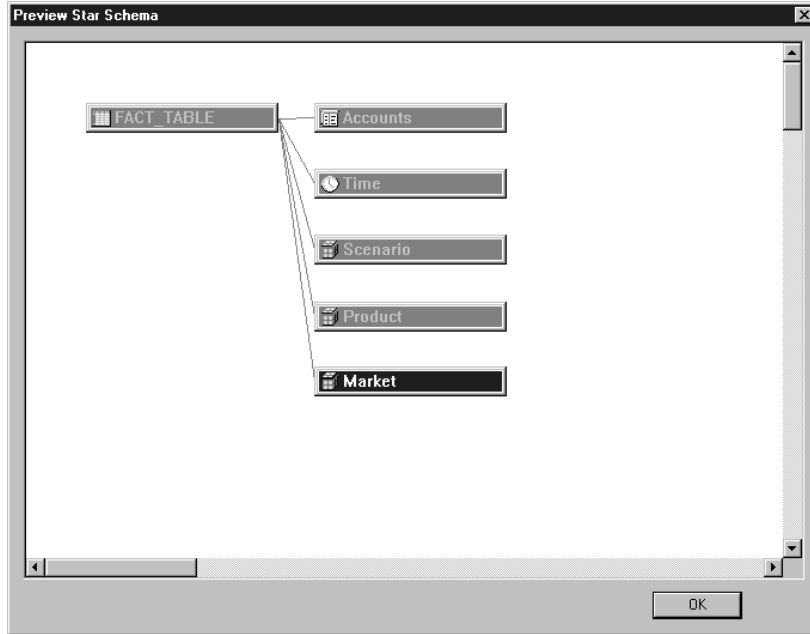 Preview Star Schema
FACT_TABLE
Accounts
Time
Scenario
Product
Market
OK